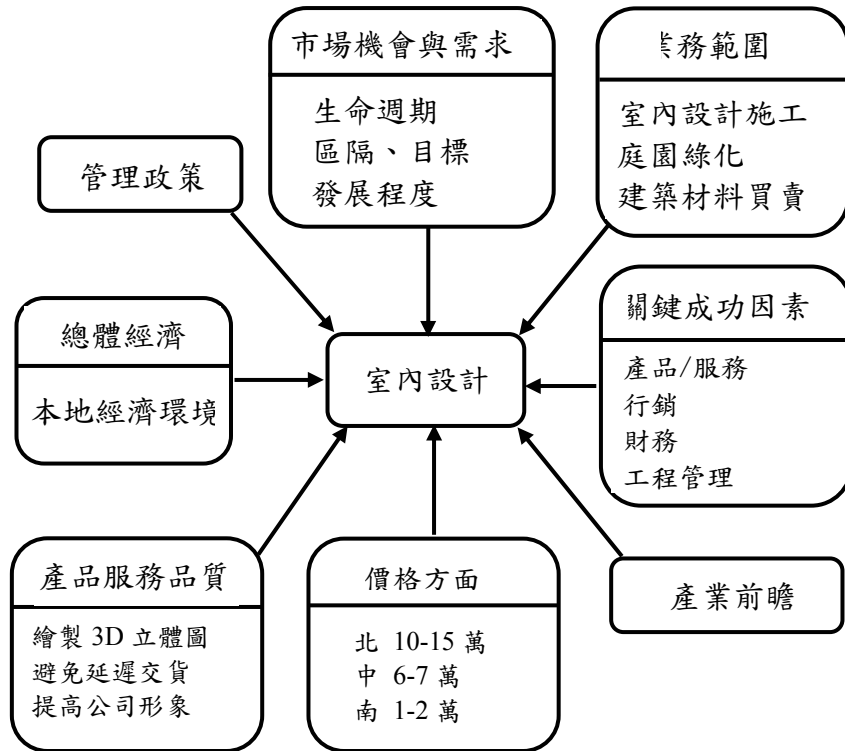 市場機會與需求
生命週期
區隔、目標
發展程度
業務範圍
室內設計施工
庭園綠化
建築材料買賣
管理政策
總體經濟
本地經濟環境
室內設計
關鍵成功因素
產品/服務
行銷
財務
工程管理
產品服務品質
繪製 3D 立體圖
避免延遲交貨
提高公司形象
價格方面
北 10-15 萬
中 6-7 萬
南 1-2 萬
產業前瞻